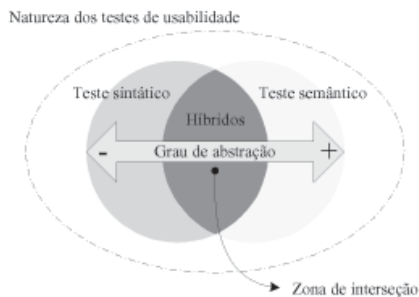 Natureza dos testes de usabilidade
Teste sintático
Teste semântico
Híbridos
- Grau de abstração +
Zona de interseção